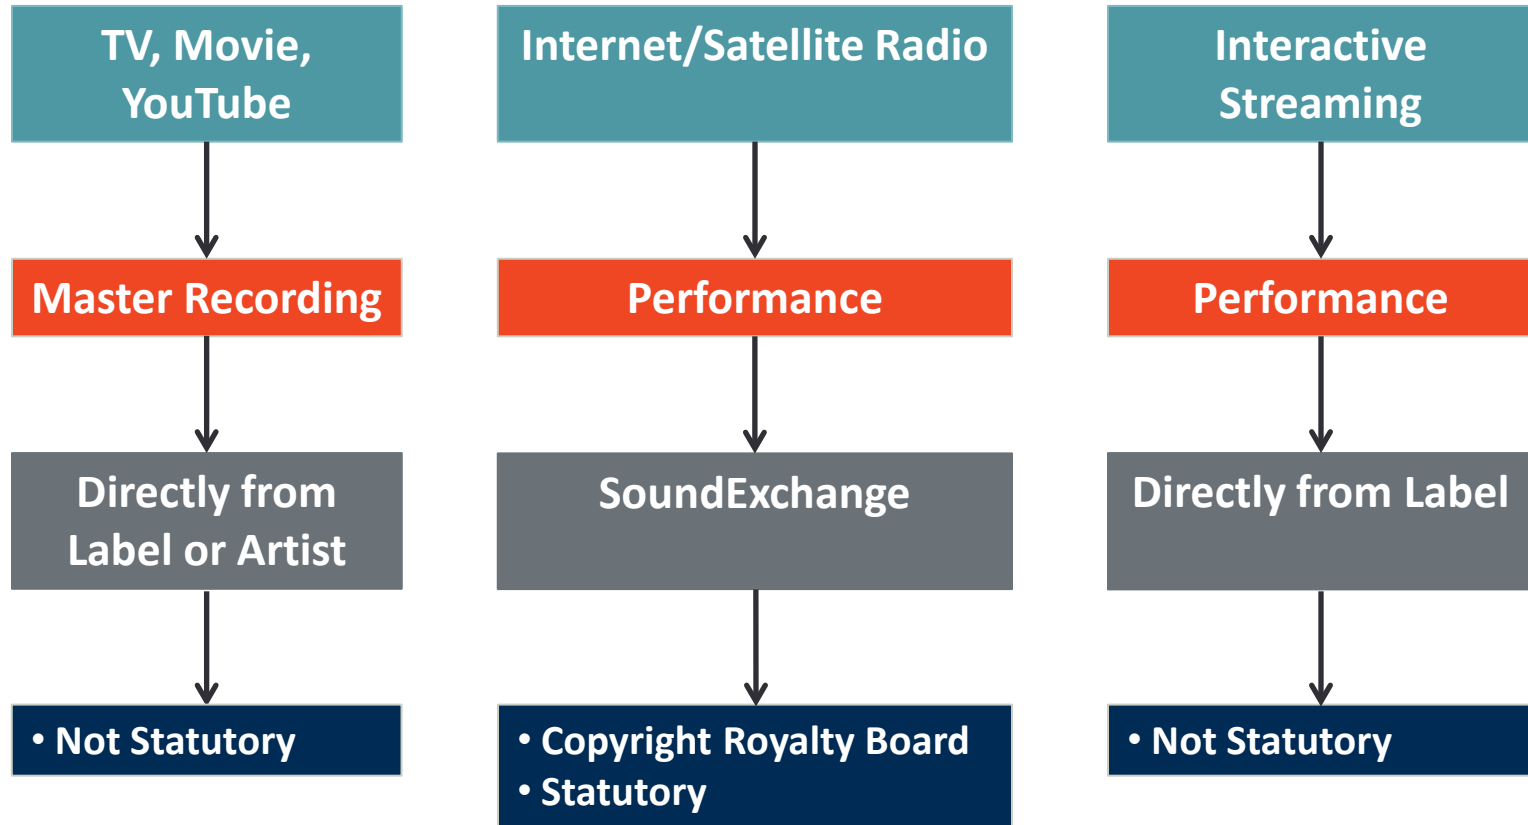 TV, Movie,
YouTube
Master Recording
Directly from
Label or Artist
• Not Statutory
Internet/Satellite Radio
Performance
SoundExchange
• Copyright Royalty Board
• Statutory
Interactive
Streaming
Performance
Directly from Label
• Not Statutory